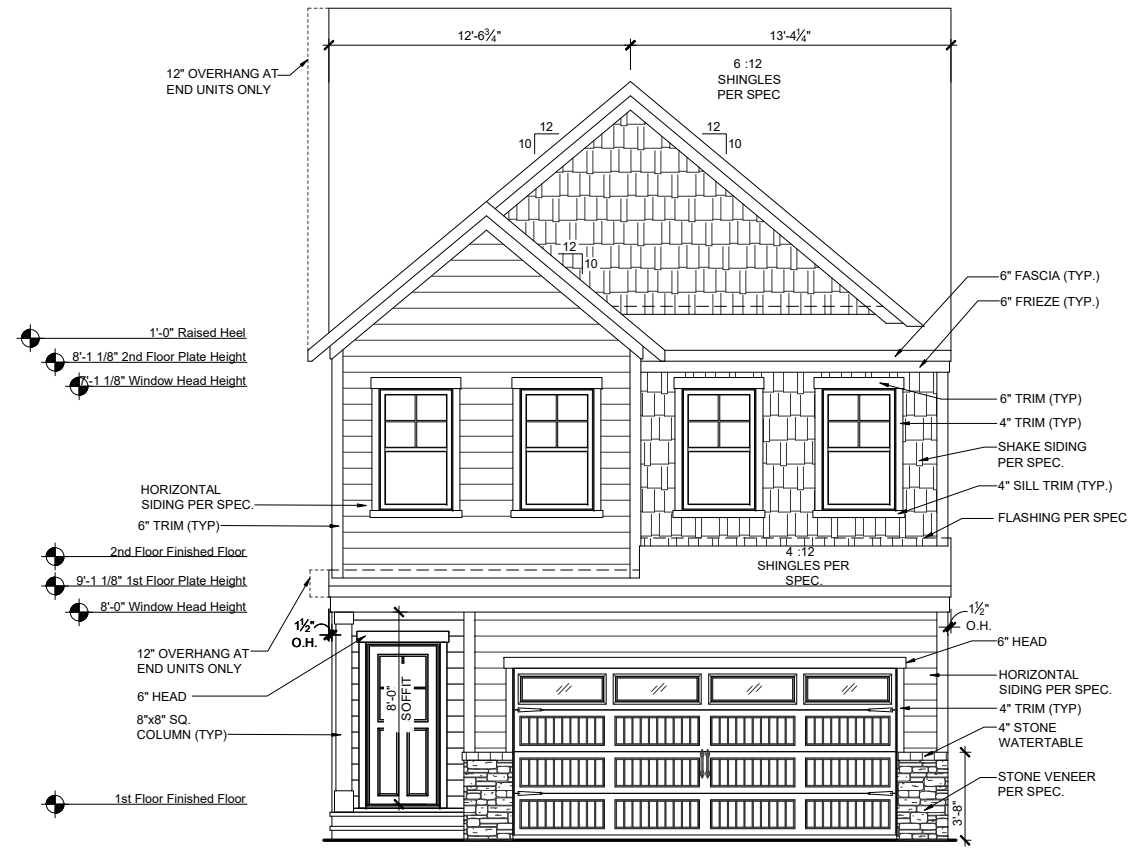 12'-6¾"
13'-4¼"
6 :12
SHINGLES
PER SPEC
12" OVERHANG AT
END UNITS ONLY
12
10
12
10
12
10
6" FASCIA (TYP.)
6" FRIEZE (TYP.)
1'-0" Raised Heel
8'-1 1/8" 2nd Floor Plate Height
7'-1 1/8" Window Head Height
6" TRIM (TYP)
4" TRIM (TYP)
SHAKE SIDING
PER SPEC.
4" SILL TRIM (TYP.)
FLASHING PER SPEC
HORIZONTAL
SIDING PER SPEC.
6" TRIM (TYP)
2nd Floor Finished Floor
9'-1 1/8" 1st Floor Plate Height
8'-0" Window Head Height
4 :12
SHINGLES PER
SPEC.
1½"
O.H.
1½"
O.H.
12" OVERHANG AT
END UNITS ONLY
6" HEAD
8"x8" SQ.
COLUMN (TYP)
8'-0"
SOFFIT
6" HEAD
HORIZONTAL
SIDING PER SPEC.
4" TRIM (TYP)
4" STONE
WATERTABLE
STONE VENEER
PER SPEC.
3'-8"
1st Floor Finished Floor